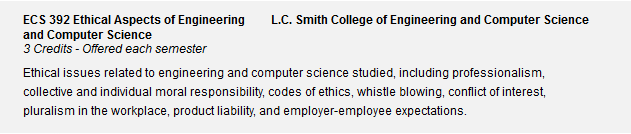 ECS 392 Ethical Aspects of Engineering and Computer Science
L.C. Smith College of Engineering and Computer Science
3 Credits - Offered each semester
Ethical issues related to engineering and computer science studied, including professionalism,
collective and individual moral responsibility, codes of ethics, whistle blowing, conflict of interest,
pluralism in the workplace, product liability, and employer-employee expectations.